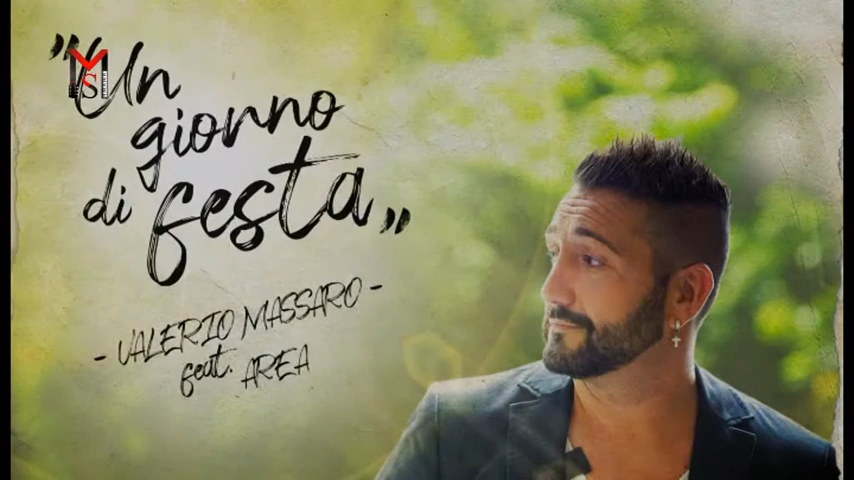 "Un
giorno
di festa„
- VALERIO MASSARO -
feat. AREA